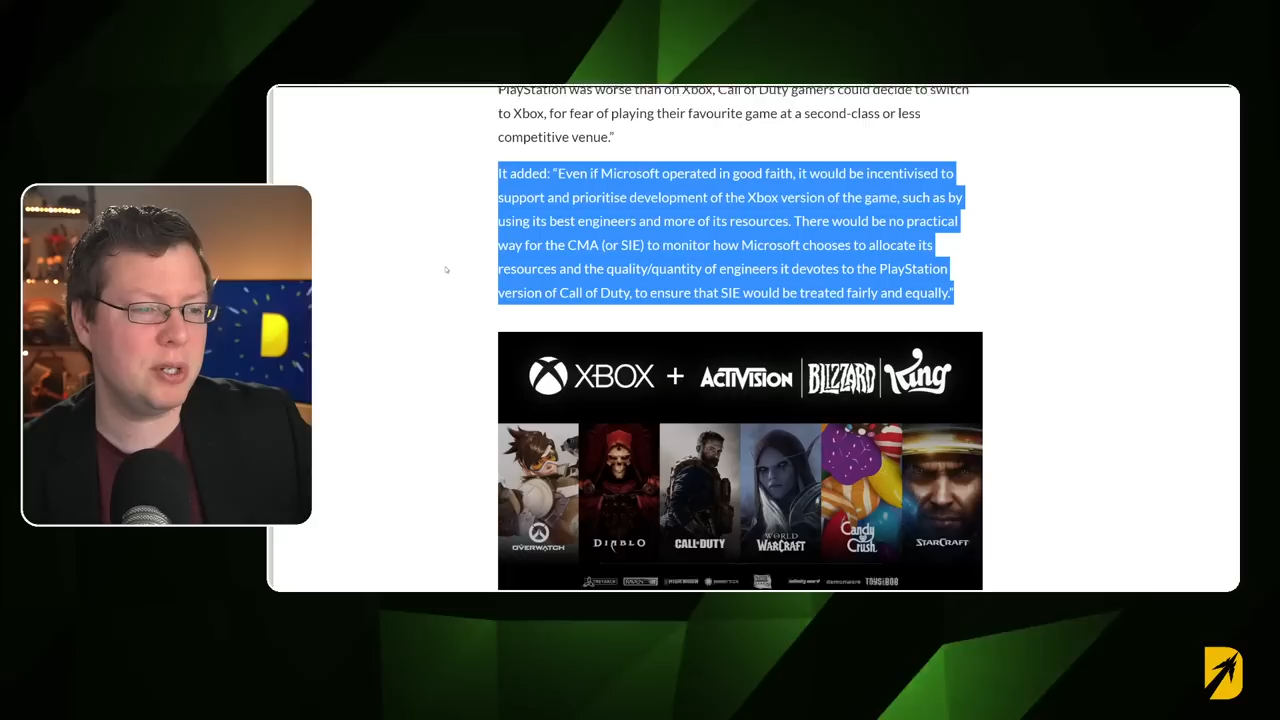 PlayStation was worse than on Xbox, Call of Duty gamers could decide to switch
to Xbox, for fear of playing their favourite game at a second-class or less
competitive venue.”
It added: “Even if Microsoft operated in good faith, it would be incentivised to
support and prioritise development of the Xbox version of the game, such as by
using its best engineers and more of its resources. There would be no practical
way for the CMA (or SIE) to monitor how Microsoft chooses to allocate its
resources and the quality/quantity of engineers it devotes to the PlayStation
version of Call of Duty, to ensure that SIE would be treated fairly and equally.”
XBOX + ACTIVISION | BLIZZARD | King
OVERWATCH
DIABLO
CALL OF DUTY
WORLD
WARCRAFT
Candy
Crush
STARCRAFT
TOYS BOB